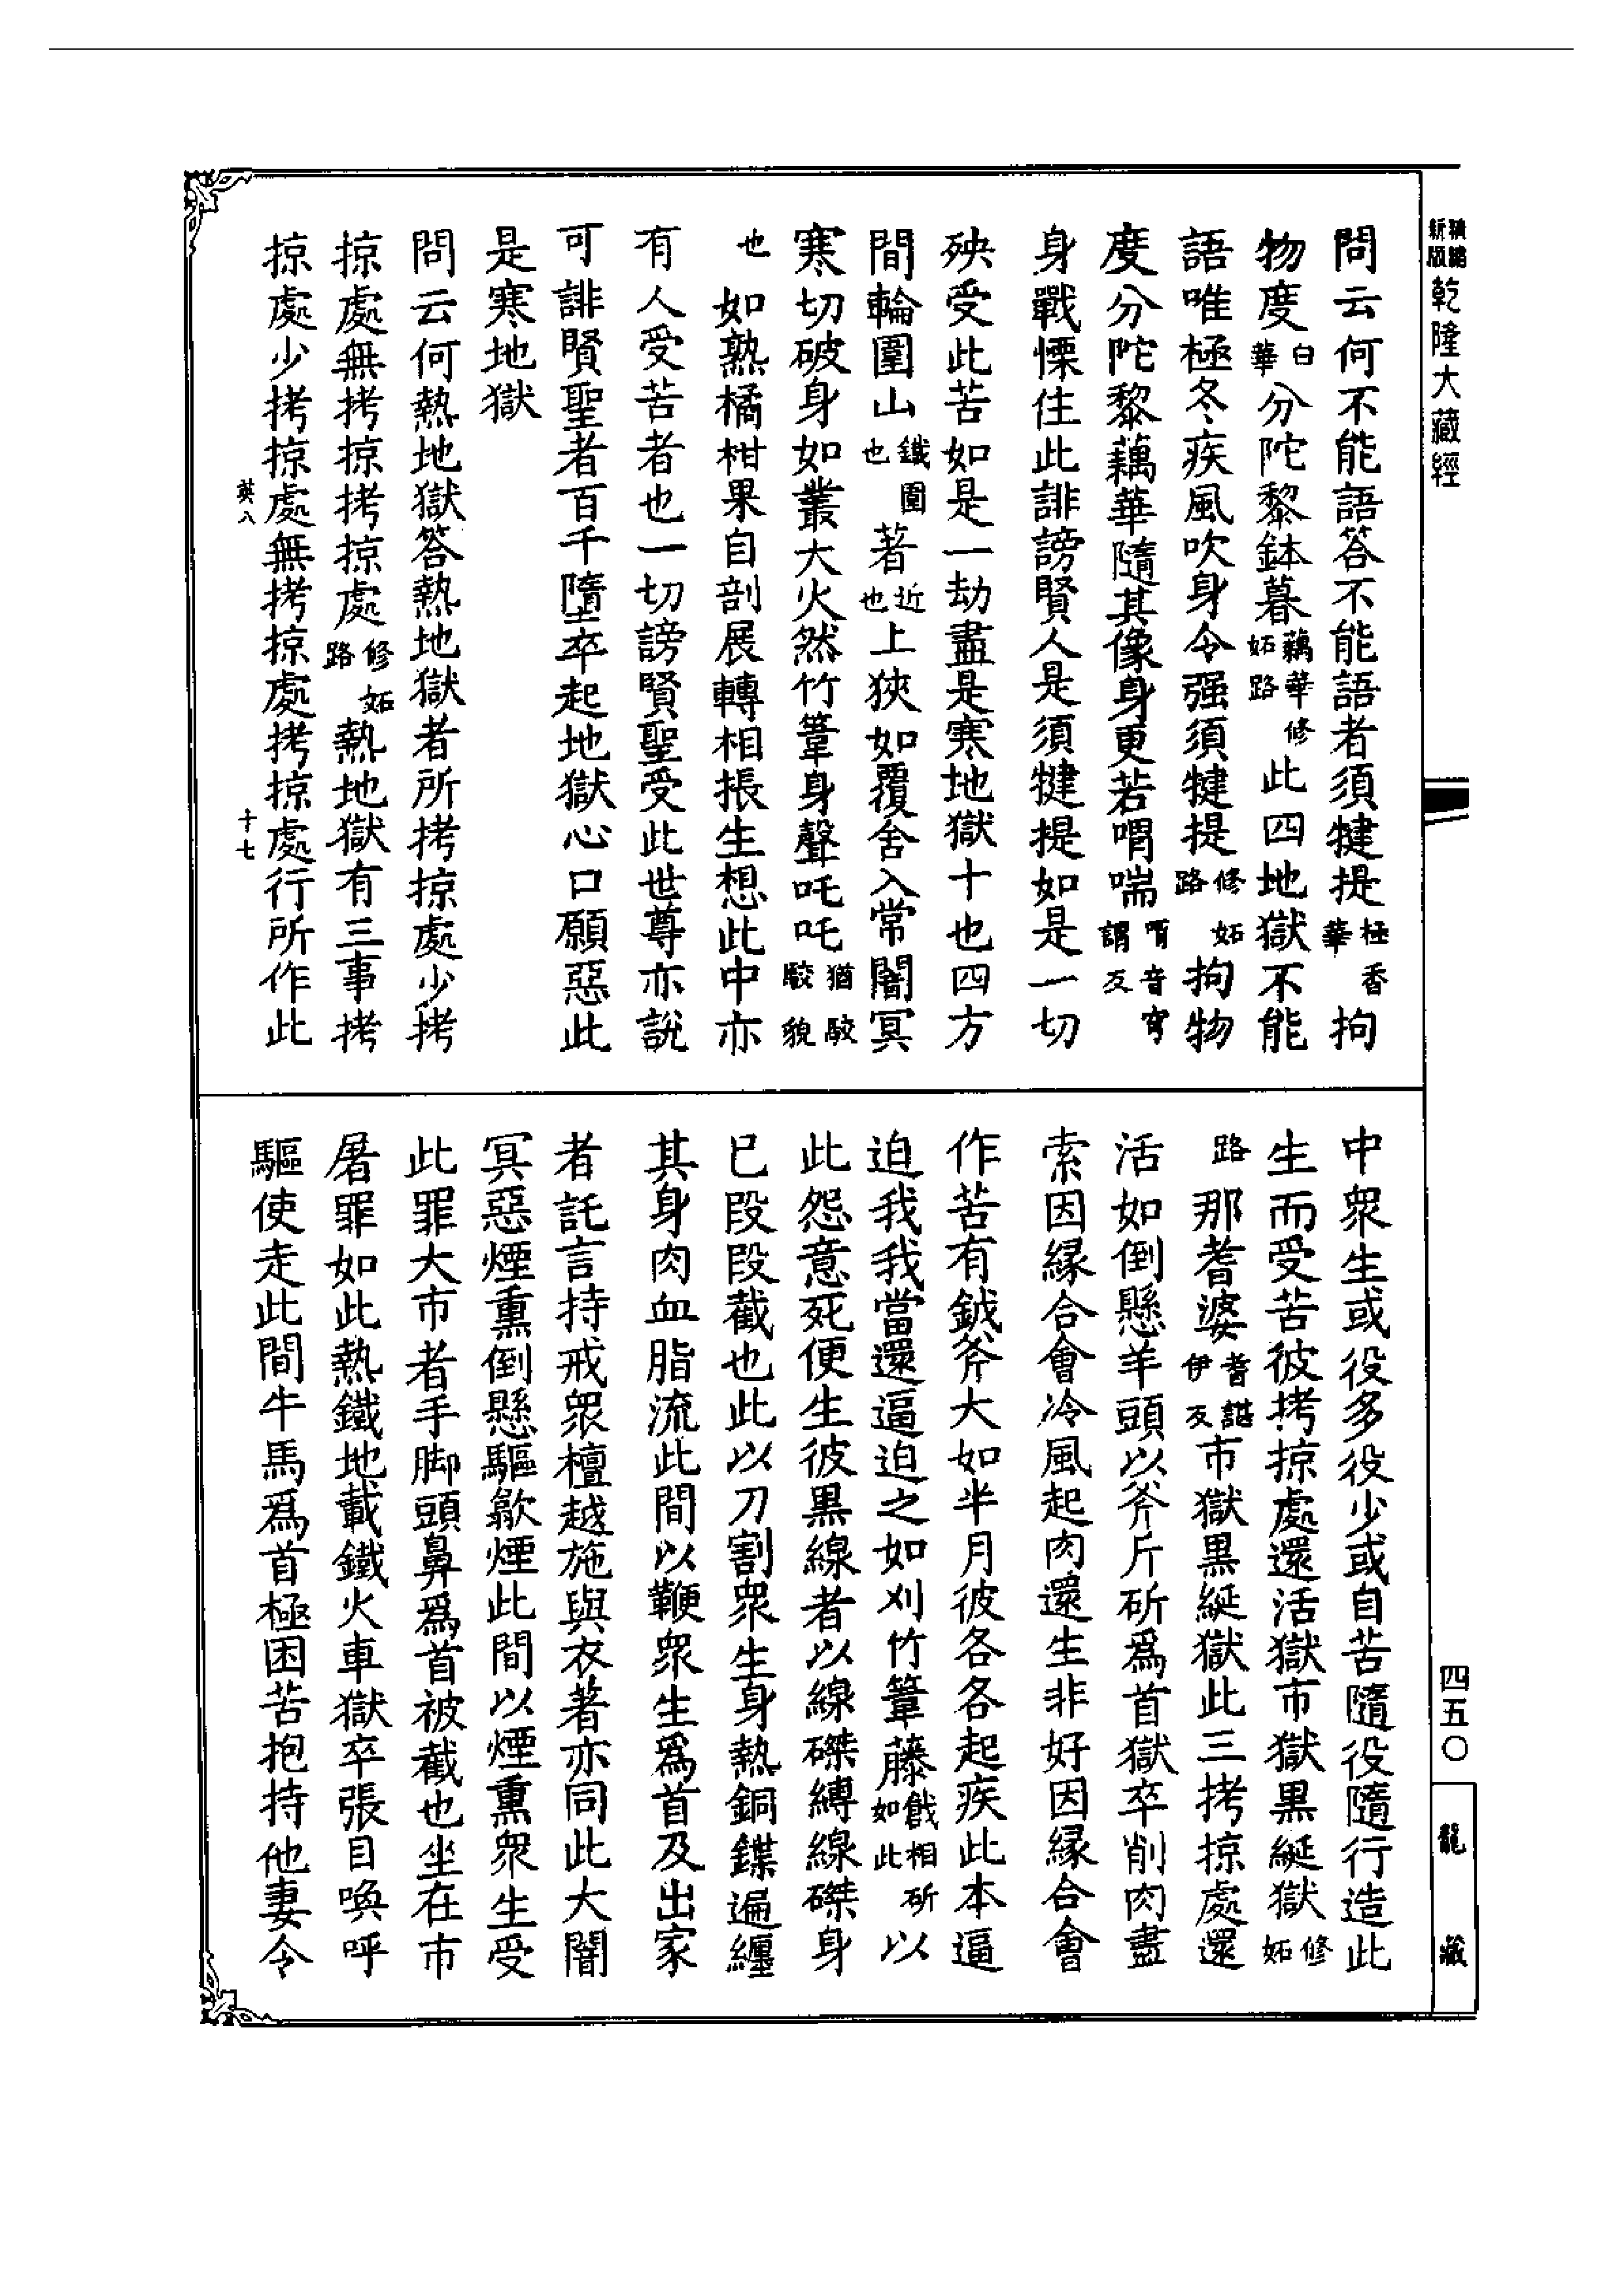 精編新版
乾隆大藏經
問云何不能語答不能語者須犍提極香華拘
物度白華分陀黎鉢暮藕華修妬路此四地獄不能
語唯極冬疾風吹身令强須犍提修妬路拘物
度分陀黎藕華隨其像身更若喟喘喟音胃反
身戰慄住此誹謗賢人是須犍提如是一切
殃受此苦如是一劫盡是寒地獄十也四方
間輪圍山鐵圍也著近也上狹如覆舍入常闇冥
寒切破身如叢大火然竹葦身聲吒吒猶駮駮貌
也如熟橘柑果自剖展轉相掁生想此中亦
有人受苦者也一切謗賢聖受此世尊亦説
可誹賢聖者百千墮卒起地獄心口願惡此
是寒地獄
問云何熱地獄答熱地獄者所拷掠處少拷
掠處無拷掠拷掠處修妬路熱地獄有三事拷
掠處少拷掠處無拷掠處拷掠處行所作此
英八
十七
中衆生或役多役少或自苦隨役隨行造此
生而受苦彼拷掠處還活獄市獄黒綖獄修妬
路那耆婆耆諎伊反市獄黒綖獄此三拷掠處還
活如倒懸羊頭以斧斤斫爲首獄卒削肉盡
索因縁合會冷風起肉還生非好因縁合會
作苦有鉞斧大如半月彼各各起疾此本逼
迫我我當還逼迫之如刈竹葦藤戧相斫如此以
此怨意死便生彼黒線者以線磔縛線磔身
已段段截也此以刀割衆生身熱銅鍱遍纏
其身肉血脂流此間以鞭衆生爲首及出家
者託言持戒衆檀越施與衣著亦同此大闇
冥惡煙熏倒懸驅歙煙此間以煙熏衆生受
此罪大市者手脚頭鼻爲首被截也坐在市
屠罪如此熱鐵地載鐵火車獄卒張目喚呼
驅使走此間牛馬爲首極困苦抱持他妻令
四五〇
龍藏